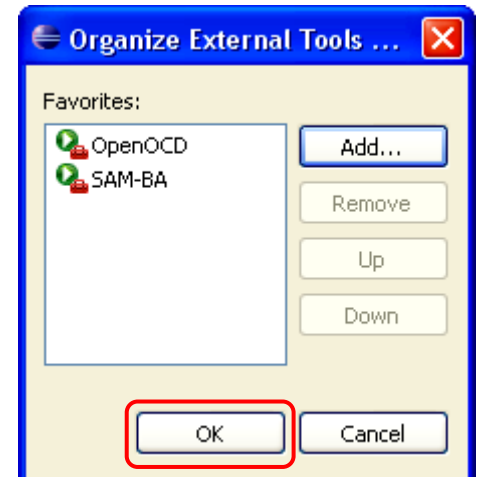 Organize External Tools ...
Favorites:
OpenOCD
SAM-BA
Add...
Remove
Up
Down
OK
Cancel